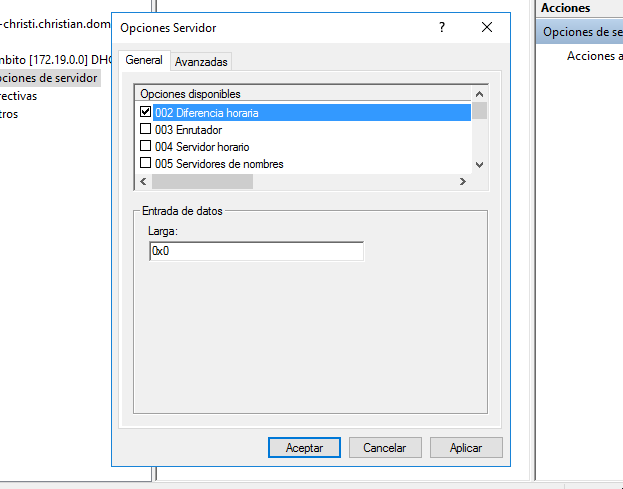 -christi.christian.dom
mbito [172.19.0.0] DHC
pciones de servidor
rectivas
tros
Opciones Servidor
?
General
Avanzadas
Opciones disponibles
002 Diferencia horaria
003 Enrutador
004 Servidor horario
005 Servidores de nombres
Entrada de datos
Larga:
0x0
Aceptar
Cancelar
Aplicar
Acciones
Opciones de se
Acciones a